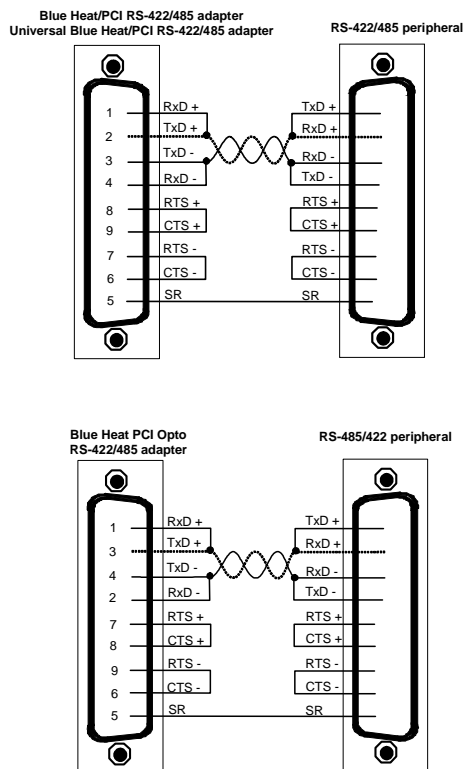 Blue Heat/PCI RS-422/485 adapter
Universal Blue Heat/PCI RS-422/485 adapter
RS-422/485 peripheral
1 RxD + TxD +
2 TxD + RxD +
3 TxD - RxD -
4 RxD - TxD -
8 RTS + RTS +
9 CTS + CTS +
7 RTS - RTS -
6 CTS - CTS -
5 SR SR
Blue Heat PCI Opto
RS-422/485 adapter
RS-485/422 peripheral
1 RxD + TxD +
3 TxD + RxD +
4 TxD - RxD -
2 RxD - TxD -
7 RTS + RTS +
8 CTS + CTS +
9 RTS - RTS -
6 CTS - CTS -
5 SR SR